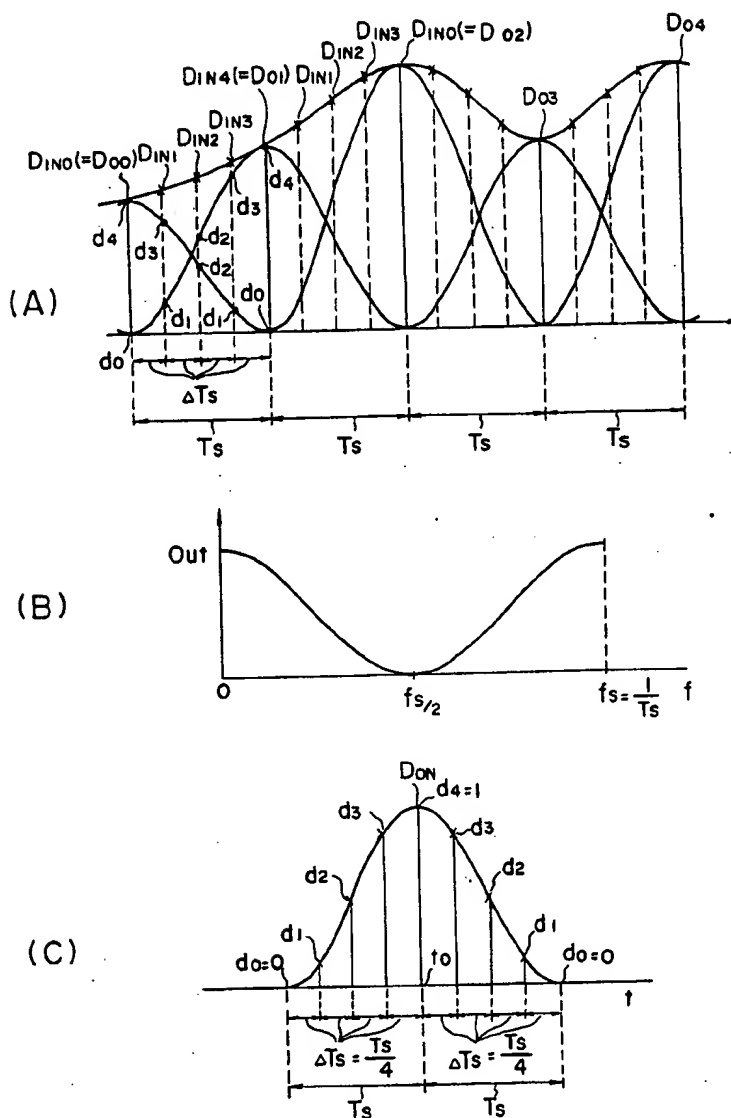 DIN3 DIN0(=D02) D04
DIN2
DIN4(=D01) DIN1
D03
DIN3
DIN2
DIN0(=D00) DIN1
d4
d3
d4
d3
d2
d2
(A)
d0
d1 d1
d0
ΔTs
Ts Ts Ts Ts
Out
(B)
0 fs/2 fs=1/Ts f
D0N
d4=1
d3 d3
d2 d2
d1 d1
(C)
d0=0 t0 d0=0
t
ΔTs=Ts/4 ΔTs=Ts/4
Ts Ts